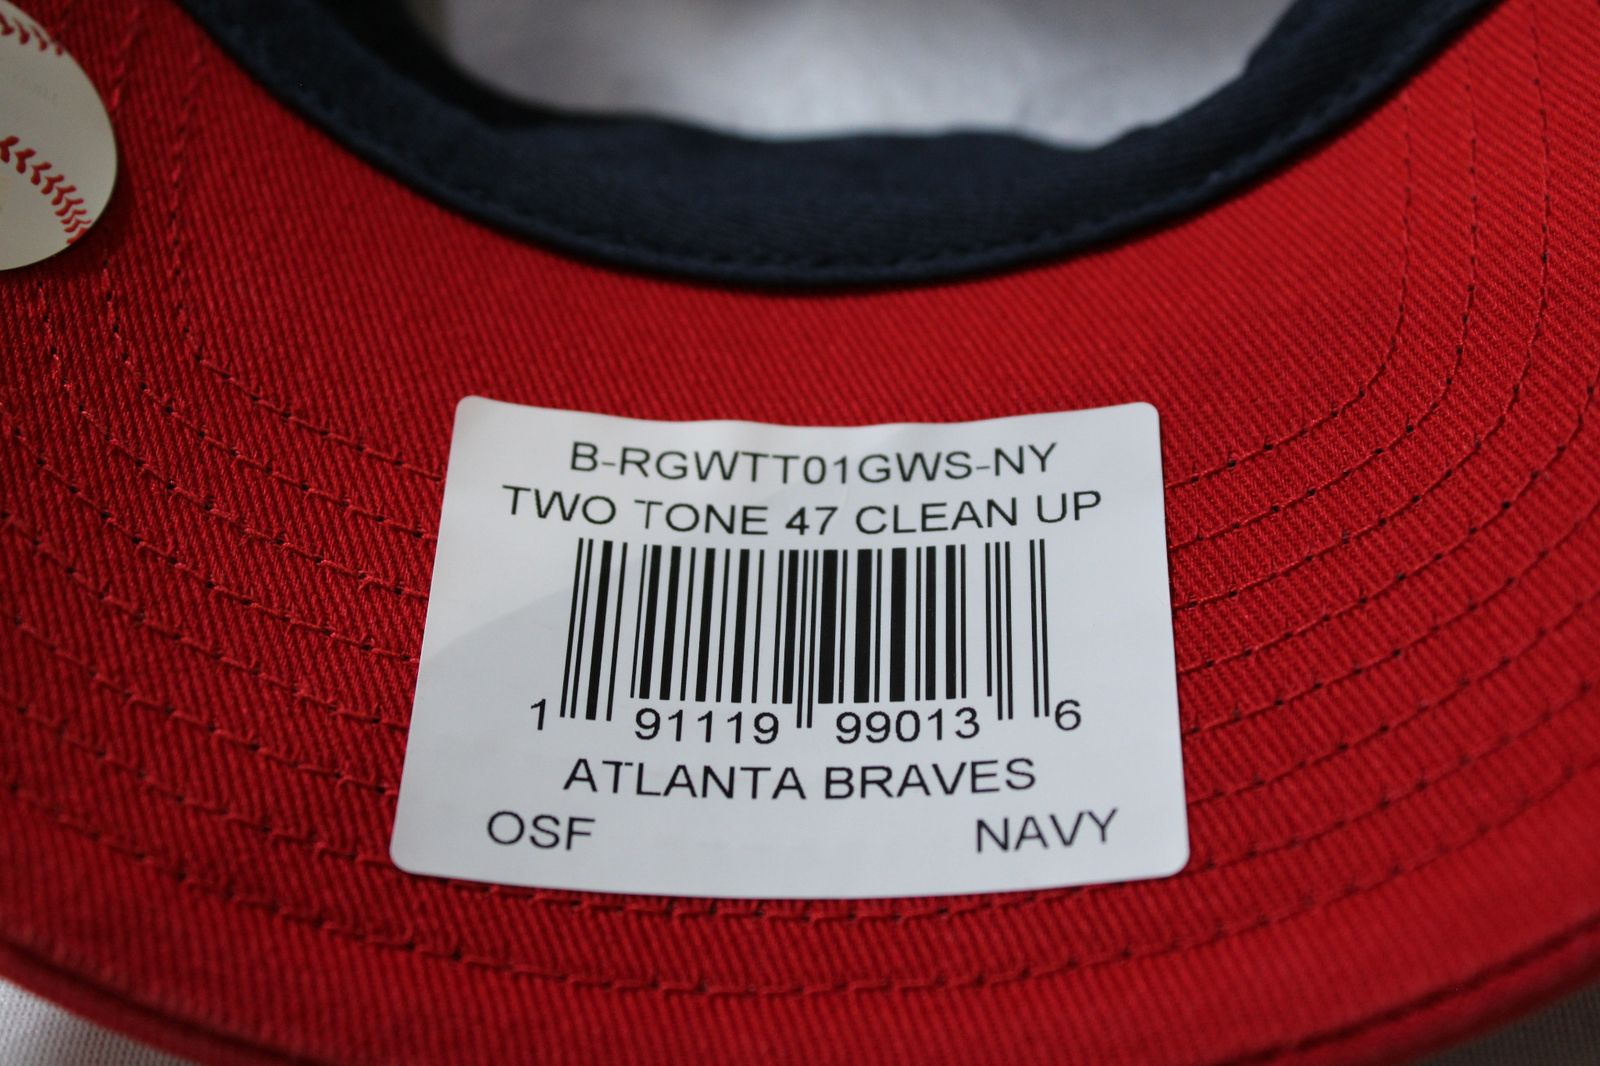 B-RGWTT01GWS-NY
TWO TONE 47 CLEAN UP
1 91119 99013 6
ATLANTA BRAVES
OSF NAVY